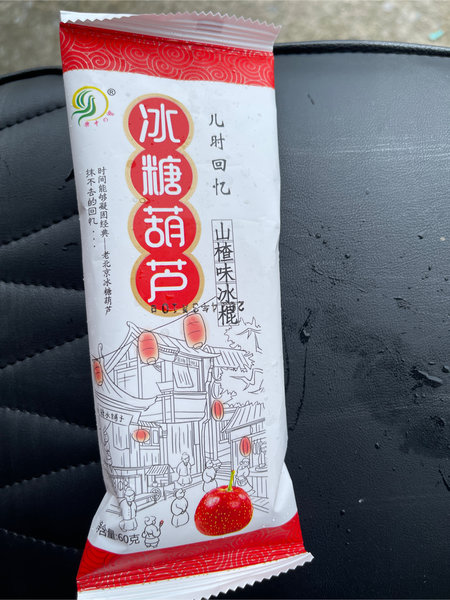 冰糖葫芦
®
儿时回忆
山楂味冰棍
时间能够凝固经典——老北京冰糖葫芦
抹不去的回忆....
净含量:60克